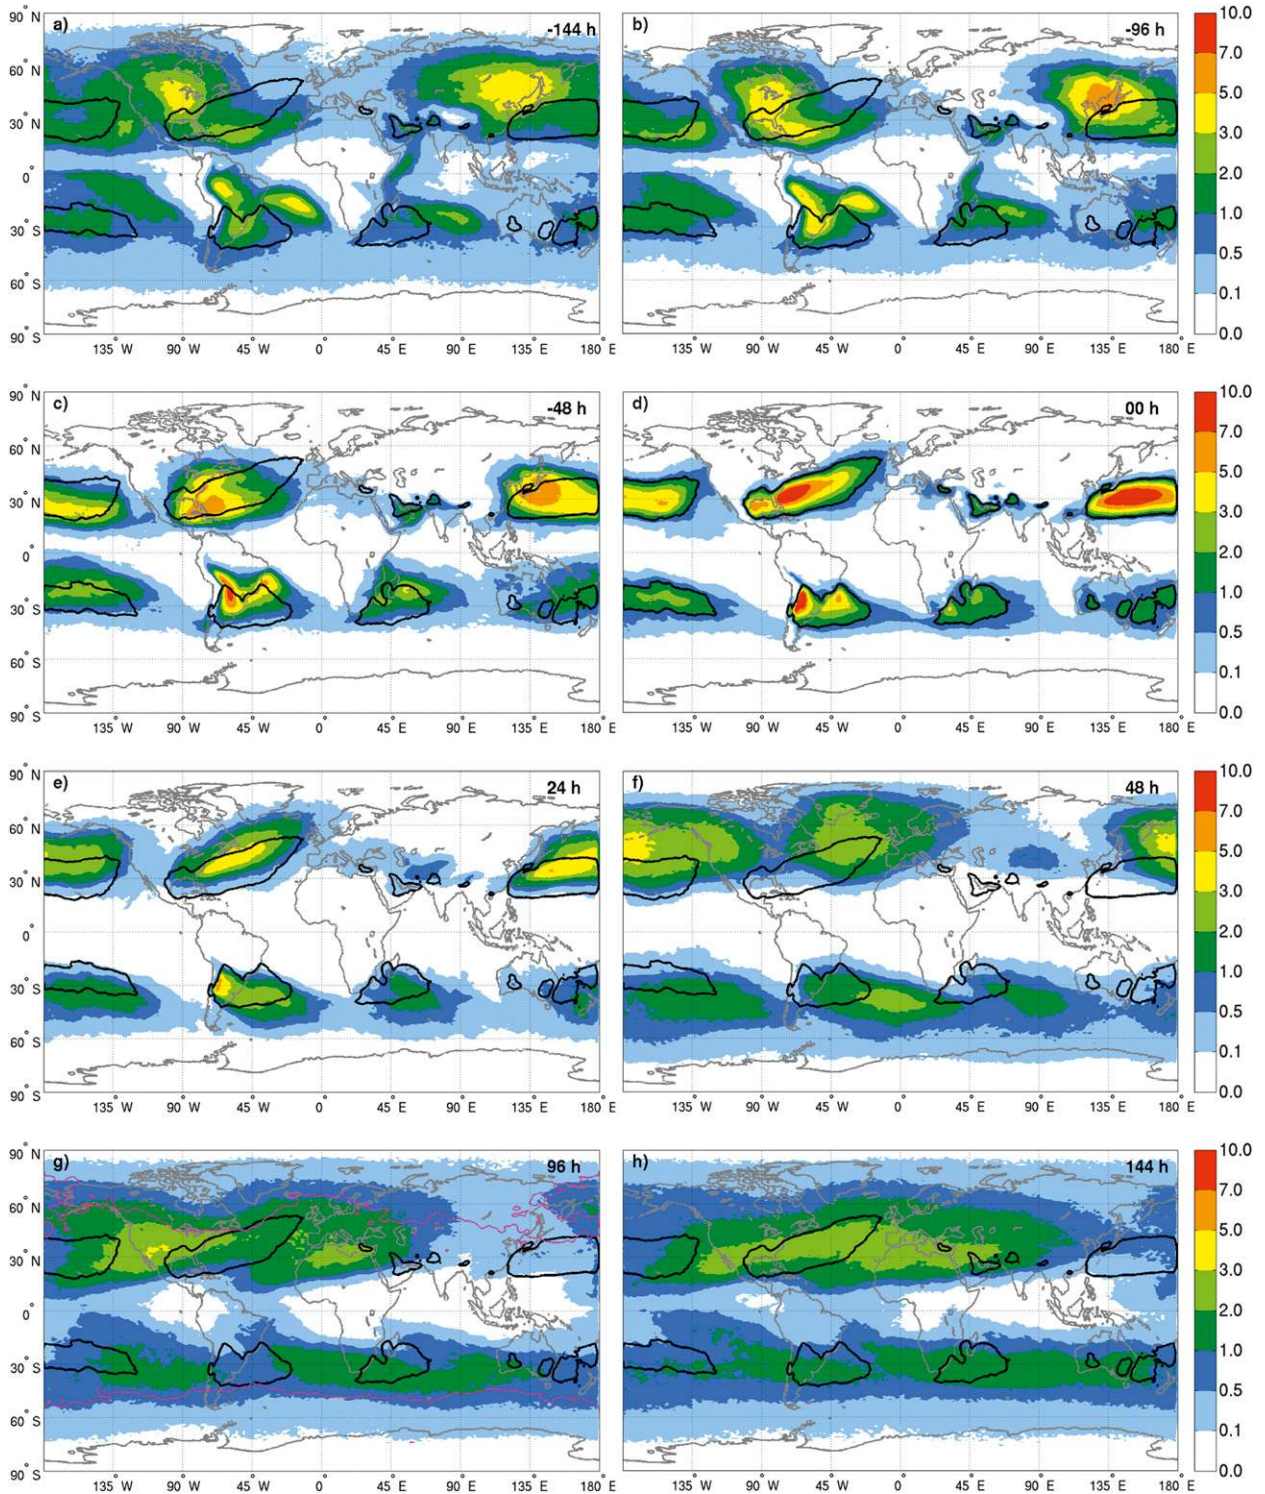 90° N a) -144 h b) -96 h 10.0
7.0
60° N 5.0
30° N 3.0
2.0
0° 1.0
30° S 0.5
60° S 0.1
90° S 0.0
135 W 90 W 45 W 0° 45 E 90 E 135 E 180° E 135 W 90 W 45 W 0° 45 E 90 E 135 E 180° E
90° N c) -48 h d) 00 h 10.0
7.0
60° N 5.0
30° N 3.0
2.0
0° 1.0
30° S 0.5
60° S 0.1
90° S 0.0
135 W 90 W 45 W 0° 45 E 90 E 135 E 180° E 135 W 90 W 45 W 0° 45 E 90 E 135 E 180° E
90° N e) 24 h f) 48 h 10.0
7.0
60° N 5.0
30° N 3.0
2.0
0° 1.0
30° S 0.5
60° S 0.1
90° S 0.0
135 W 90 W 45 W 0° 45 E 90 E 135 E 180° E 135 W 90 W 45 W 0° 45 E 90 E 135 E 180° E
90° N g) 96 h h) 144 h 10.0
7.0
60° N 5.0
30° N 3.0
2.0
0° 1.0
30° S 0.5
60° S 0.1
90° S 0.0
135 W 90 W 45 W 0° 45 E 90 E 135 E 180° E 135 W 90 W 45 W 0° 45 E 90 E 135 E 180° E